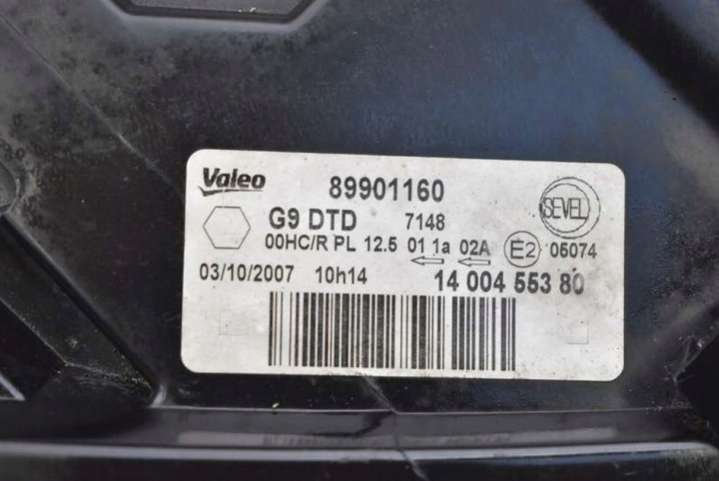 Valeo 89901160
G9 DTD 7148 SEVEL
00HC/R PL 12.5 01 1a 02A E2 05074
03/10/2007 10h14 14 004 553 80